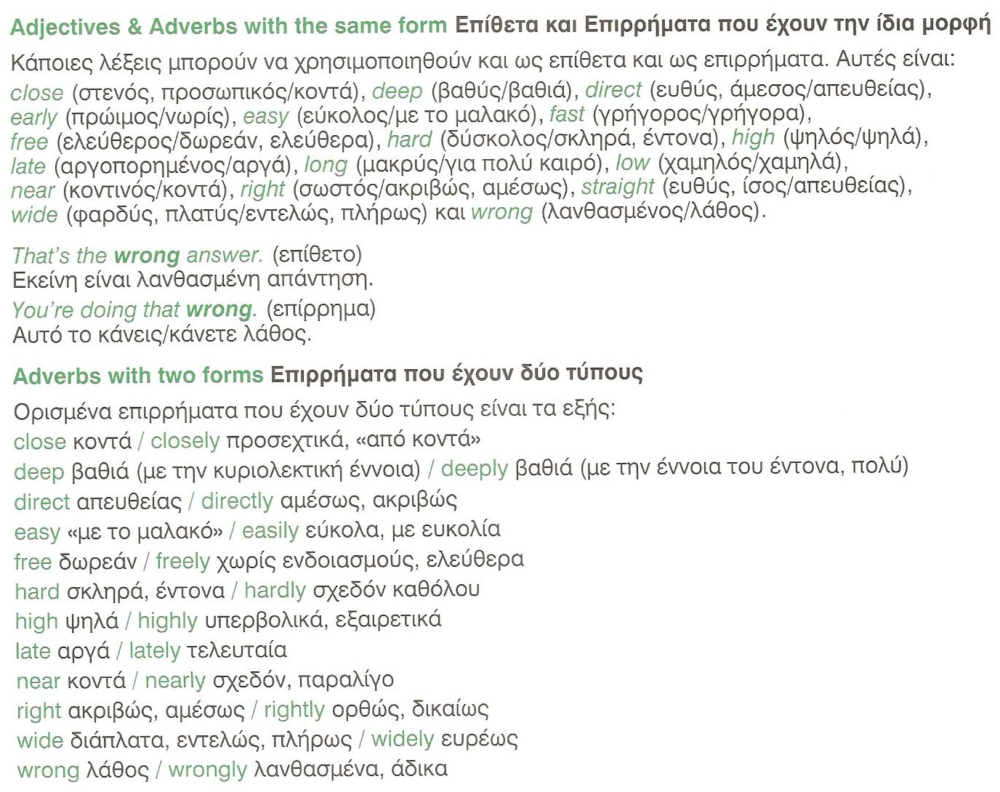 Adjectives & Adverbs with the same form Επίθετα και Επιρρήματα που έχουν την ίδια μορφή
Κάποιες λέξεις μπορούν να χρησιμοποιηθούν και ως επίθετα και ως επιρρήματα. Αυτές είναι:
close (στενός, προσωπικός/κοντά), deep (βαθύς/βαθιά), direct (ευθύς, άμεσος/απευθείας),
early (πρώιμος/νωρίς), easy (εύκολος/με το μαλακό), fast (γρήγορος/γρήγορα),
free (ελεύθερος/δωρεάν, ελεύθερα), hard (δύσκολος/σκληρά, έντονα), high (ψηλός/ψηλά),
late (αργοπορημένος/αργά), long (μακρύς/για πολύ καιρό), low (χαμηλός/χαμηλά),
near (κοντινός/κοντά), right (σωστός/ακριβώς, αμέσως), straight (ευθύς, ίσος/απευθείας),
wide (φαρδύς, πλατύς/εντελώς, πλήρως) και wrong (λανθασμένος/λάθος).
That's the wrong answer. (επίθετο)
Εκείνη είναι λανθασμένη απάντηση.
You're doing that wrong. (επίρρημα)
Αυτό το κάνεις/κάνετε λάθος.
Adverbs with two forms Επιρρήματα που έχουν δύο τύπους
Ορισμένα επιρρήματα που έχουν δύο τύπους είναι τα εξής:
close κοντά / closely προσεχτικά, «από κοντά»
deep βαθιά (με την κυριολεκτική έννοια) / deeply βαθιά (με την έννοια του έντονα, πολύ)
direct απευθείας / directly αμέσως, ακριβώς
easy «με το μαλακό» / easily εύκολα, με ευκολία
free δωρεάν / freely χωρίς ενδοιασμούς, ελεύθερα
hard σκληρά, έντονα / hardly σχεδόν καθόλου
high ψηλά / highly υπερβολικά, εξαιρετικά
late αργά / lately τελευταία
near κοντά / nearly σχεδόν, παραλίγο
right ακριβώς, αμέσως / rightly ορθώς, δικαίως
wide διάπλατα, εντελώς, πλήρως / widely ευρέως
wrong λάθος / wrongly λανθασμένα, άδικα